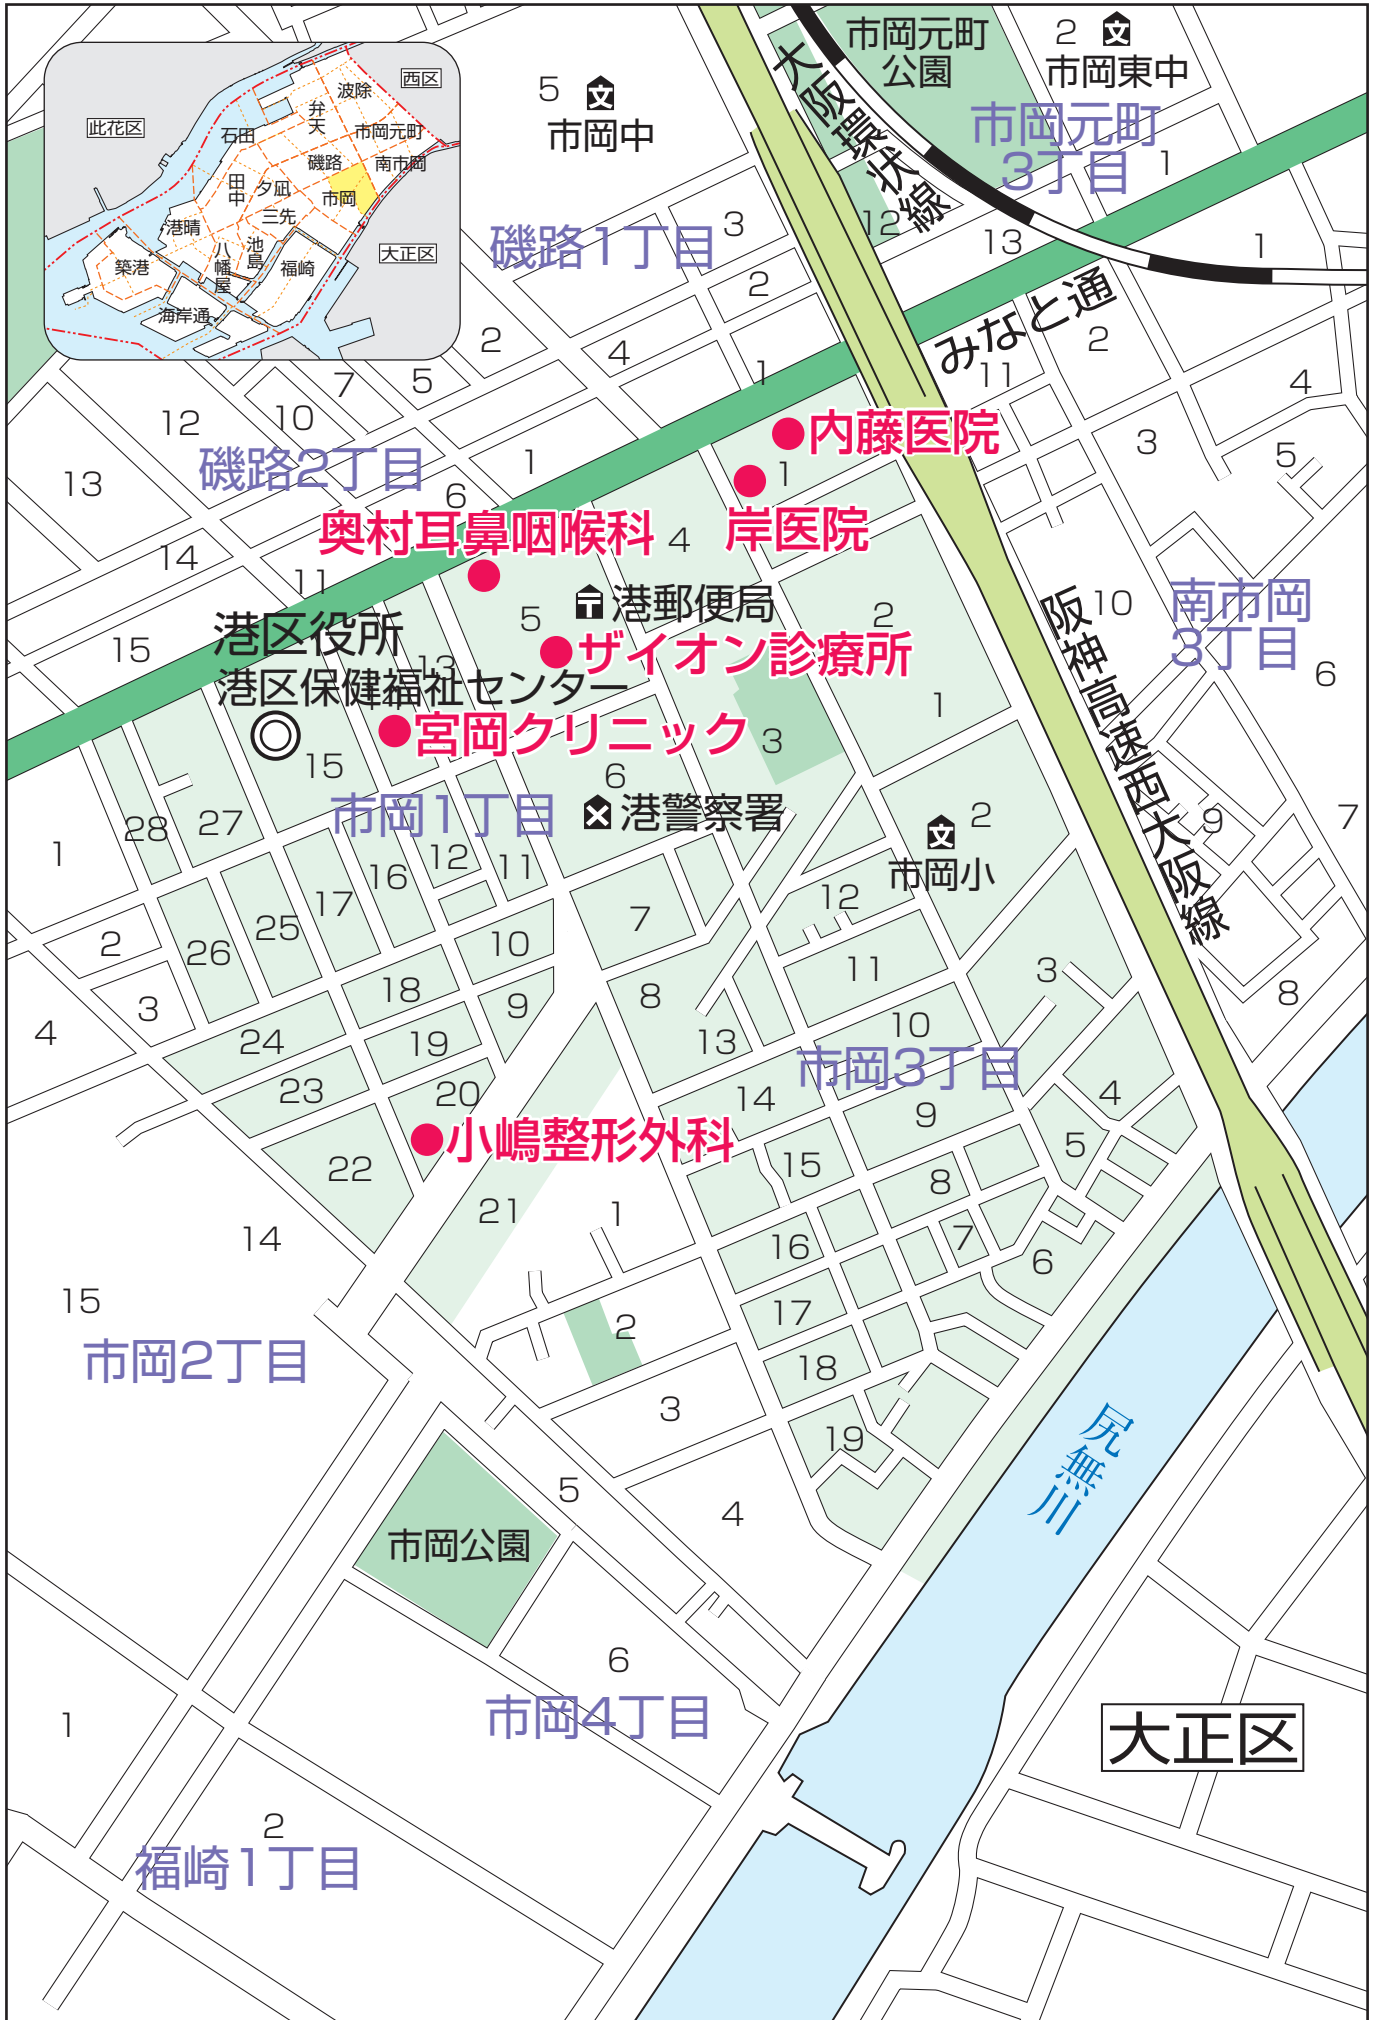 西区
此花区
波除
弁天
石田
市岡元町
磯路
南市岡
田中
夕凪
市岡
三先
港晴
池島
八幡屋
大正区
築港
福崎
海岸通
市岡元町
公園
2
市岡東中
5
市岡中
大阪環状線
市岡元町
3丁目
1
磯路1丁目
3
12
13
1
2
みなと通
2
4
2
11
7
5
1
4
12
10
3
5
磯路2丁目
1
内藤医院
13
6
1
岸医院
奥村耳鼻咽喉科
4
14
11
港郵便局
2
10
南市岡
3丁目
阪神高速西大阪線
5
港区役所
15
ザイオン診療所
13
6
港区保健福祉センター
14
1
宮岡クリニック
3
15
6
市岡1丁目
港警察署
2
9
7
28
27
1
12
11
16
市岡小
17
12
7
25
26
2
10
11
3
18
8
9
8
3
4
10
24
19
13
市岡3丁目
23
20
14
4
9
小嶋整形外科
5
22
15
8
21
1
14
16
7
6
15
17
2
市岡2丁目
18
3
19
尻無川
5
4
市岡公園
6
市岡4丁目
1
大正区
2
福崎1丁目